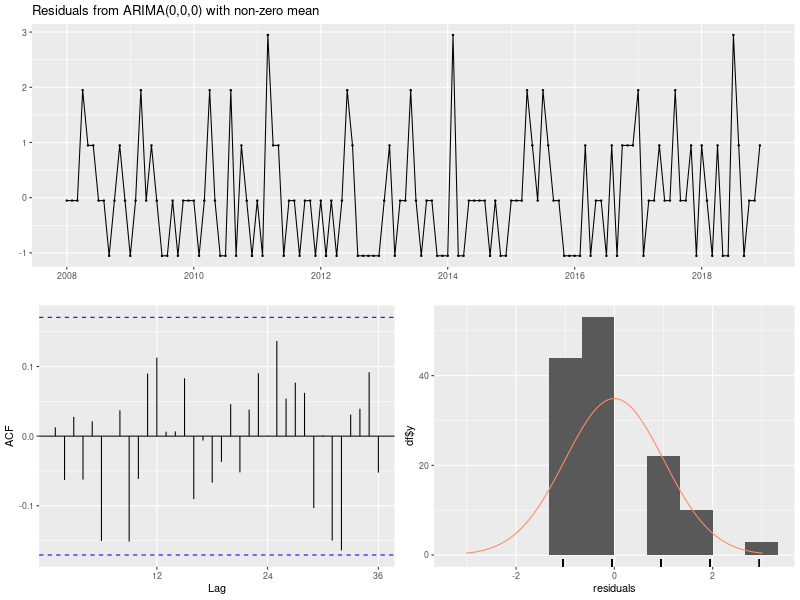 Residuals from ARIMA(0,0,0) with non-zero mean
3
2
1
0
-1
2008 2010 2012 2014 2016 2018
ACF
0.1
0.0
-0.1
12 24 36
Lag
df$y
40
20
0
-2 0 2
residuals